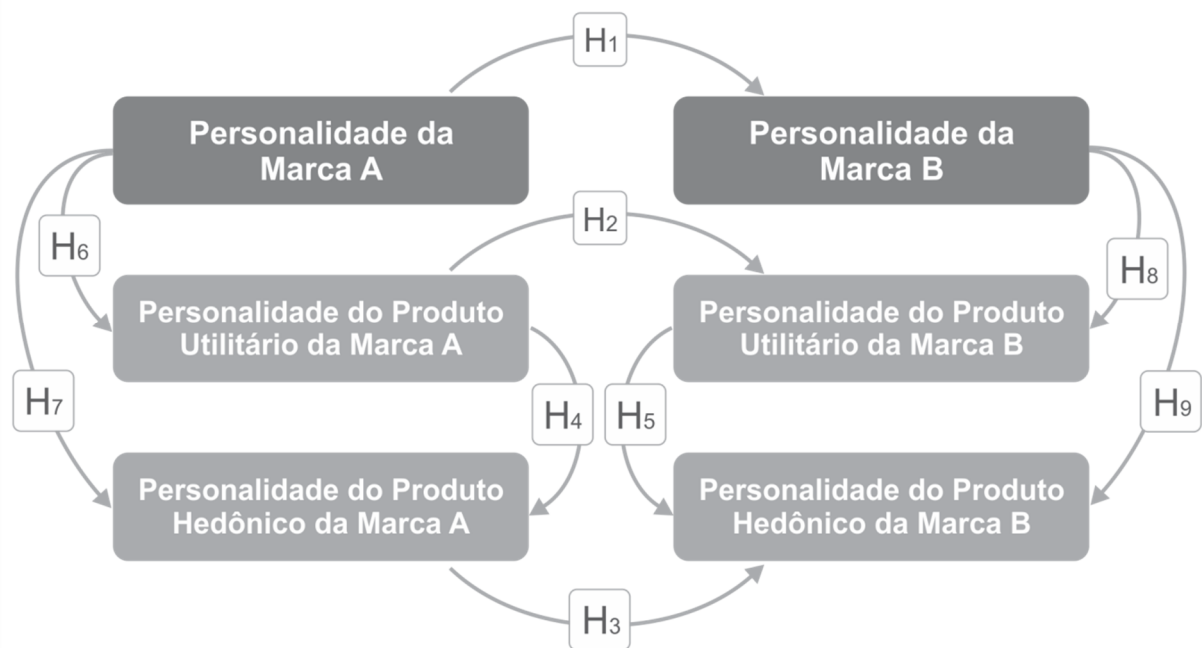 H1
Personalidade da
Marca A
Personalidade da
Marca B
H2
H6
H8
Personalidade do Produto
Utilitário da Marca A
Personalidade do Produto
Utilitário da Marca B
H7
H4
H5
H9
Personalidade do Produto
Hedônico da Marca A
Personalidade do Produto
Hedônico da Marca B
H3